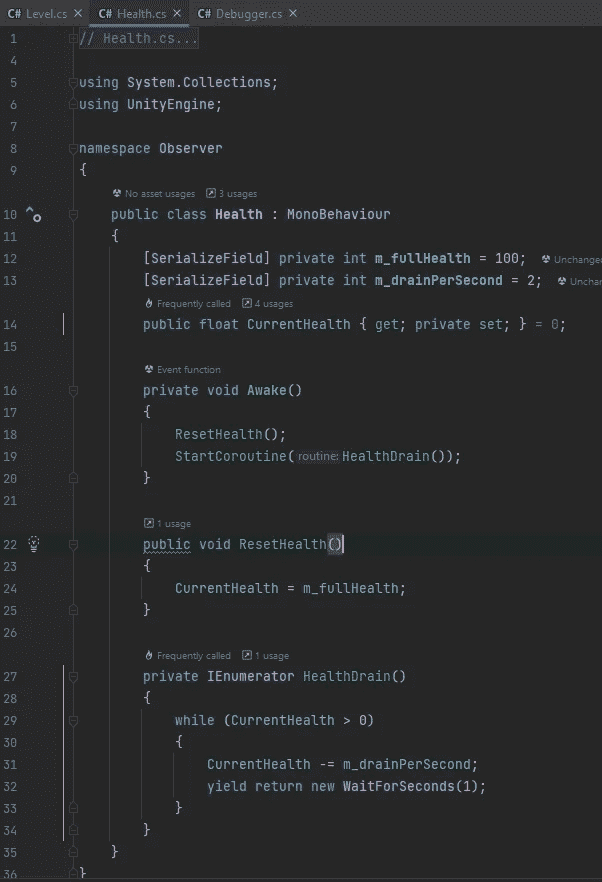 C# Level.cs × C# Health.cs × C# Debugger.cs ×
1 // Health.cs...
4
5 using System.Collections;
6 using UnityEngine;
7
8 namespace Observer
9 {
No asset usages 3 usages
10 public class Health : MonoBehaviour
11 {
12 [SerializeField] private int m_fullHealth = 100; Unchanged
13 [SerializeField] private int m_drainPerSecond = 2; Unchan
Frequently called 4 usages
14 public float CurrentHealth { get; private set; } = 0;
15
Event function
16 private void Awake()
17 {
18 ResetHealth();
19 StartCoroutine( routine: HealthDrain());
20 }
21
1 usage
22 public void ResetHealth()
23 {
24 CurrentHealth = m_fullHealth;
25 }
26
Frequently called 1 usage
27 private IEnumerator HealthDrain()
28 {
29 while (CurrentHealth > 0)
30 {
31 CurrentHealth -= m_drainPerSecond;
32 yield return new WaitForSeconds(1);
33 }
34 }
35 }
36 }